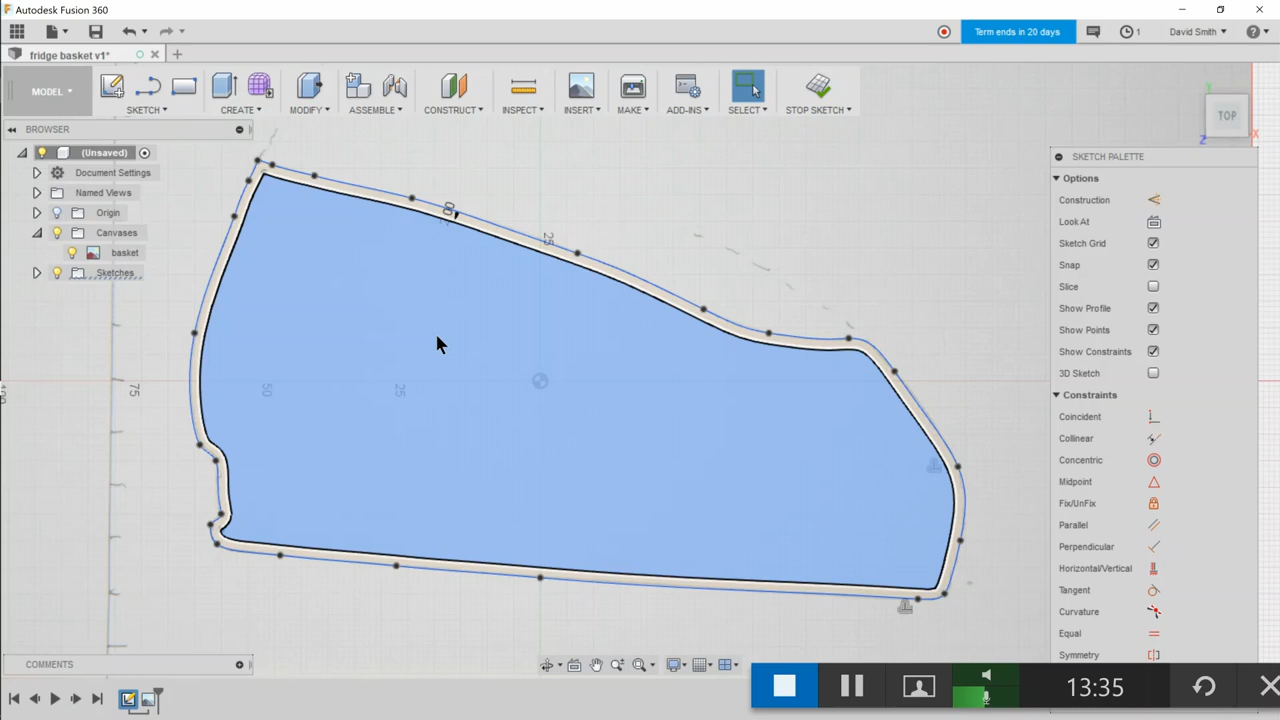 Autodesk Fusion 360
Term ends in 20 days
1
David Smith
fridge basket v1*
MODEL
SKETCH
CREATE
MODIFY
ASSEMBLE
CONSTRUCT
INSPECT
INSERT
MAKE
ADD-INS
SELECT
STOP SKETCH
BROWSER
TOP
X
Y
Z
(Unsaved)
Document Settings
Named Views
Origin
Canvases
basket
Sketches
SKETCH PALETTE
Options
Construction
Look At
Sketch Grid
Snap
Slice
Show Profile
Show Points
Show Constraints
3D Sketch
Constraints
Coincident
Collinear
Concentric
Midpoint
Fix/UnFix
Parallel
Perpendicular
Horizontal/Vertical
Tangent
Curvature
Equal
Symmetry
25
75
50
25
COMMENTS
13:35